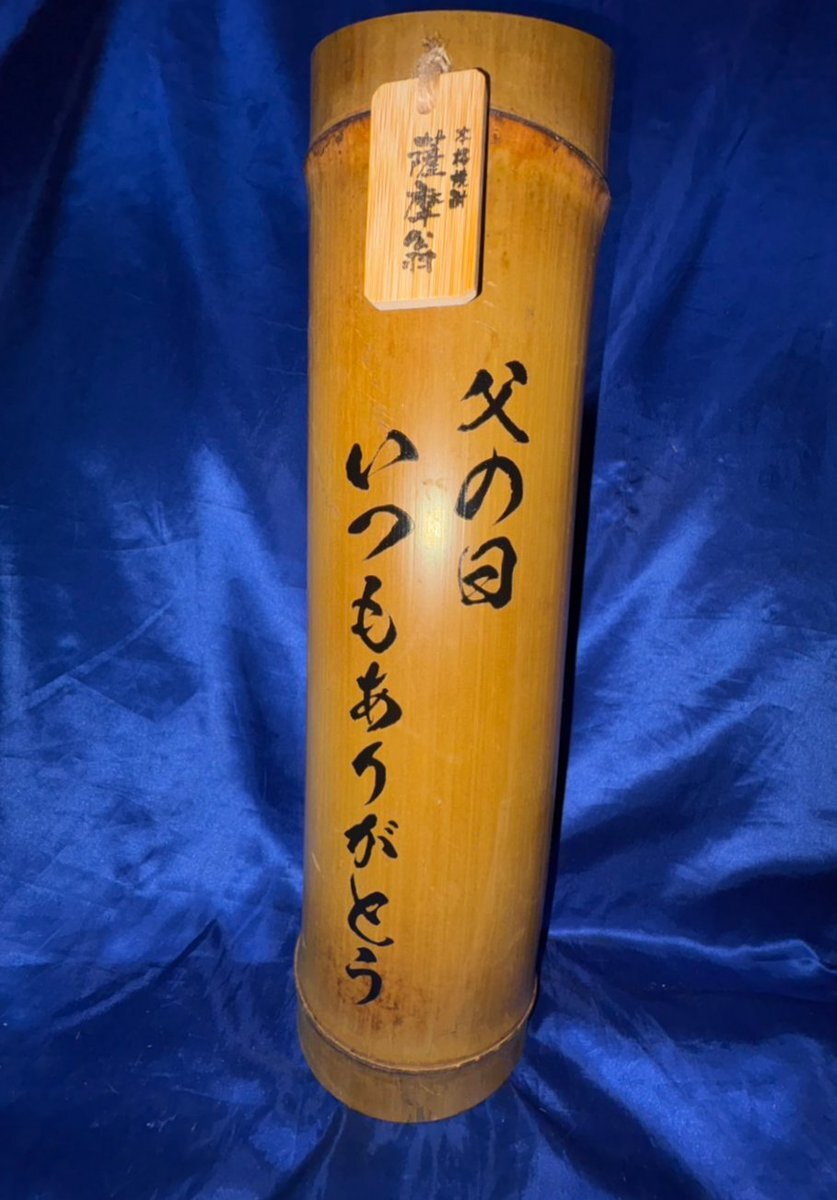 本格焼酎
薩摩翁
父の日
いつもありがとう